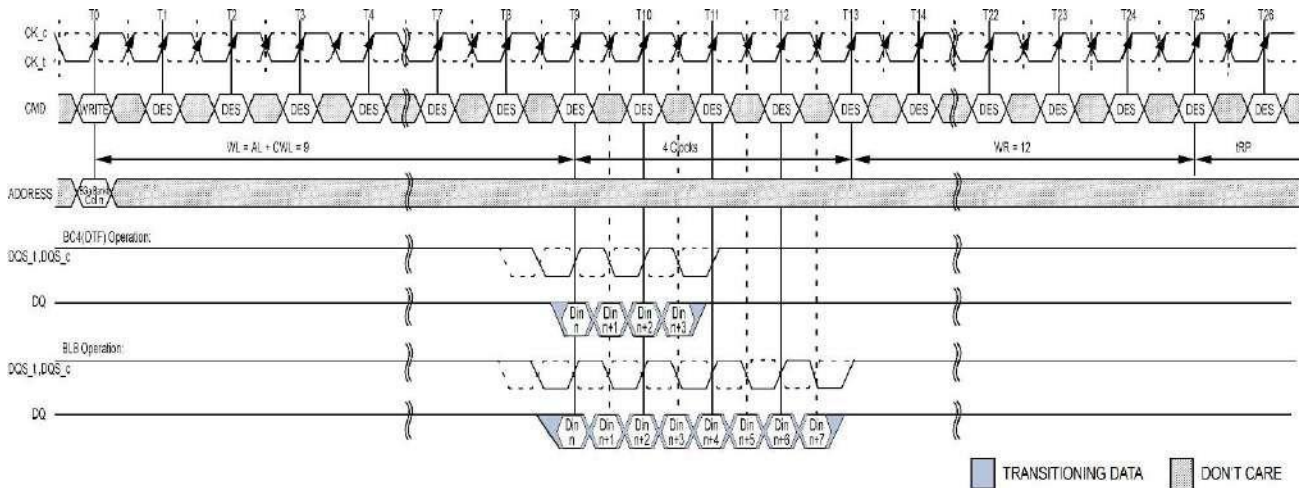 T0 T1 T2 T3 T4 T7 T8 T9 T10 T11 T12 T13 T14 T22 T23 T24 T25 T26
CK_c
CK_t
CMD WRITE DES DES DES DES DES DES DES DES DES DES DES DES DES DES DES DES DES
WL = AL + CWL = 9 4 Clocks WR = 12 tRP
ADDRESS
Col n
BC4(OTF) Operation:
DQS_t,DQS_c
DQ Din n Din n+1 Din n+2 Din n+3
BL8 Operation:
DQS_t,DQS_c
DQ Din n Din n+1 Din n+2 Din n+3 Din n+4 Din n+5 Din n+6 Din n+7
TRANSITIONING DATA DON'T CARE